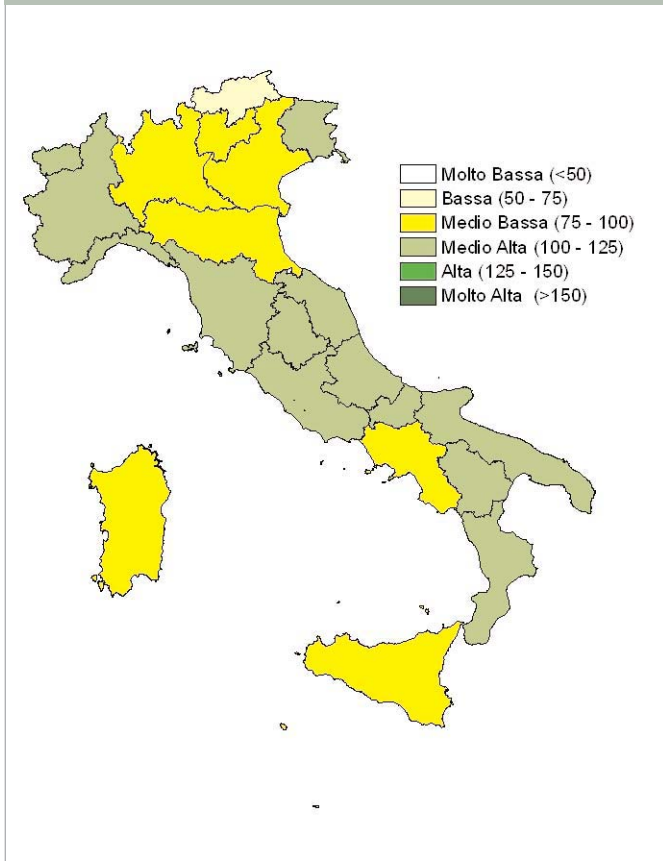 Molto Bassa (<50)
Bassa (50 - 75)
Medio Bassa (75 - 100)
Medio Alta (100 - 125)
Alta (125 - 150)
Molto Alta (>150)